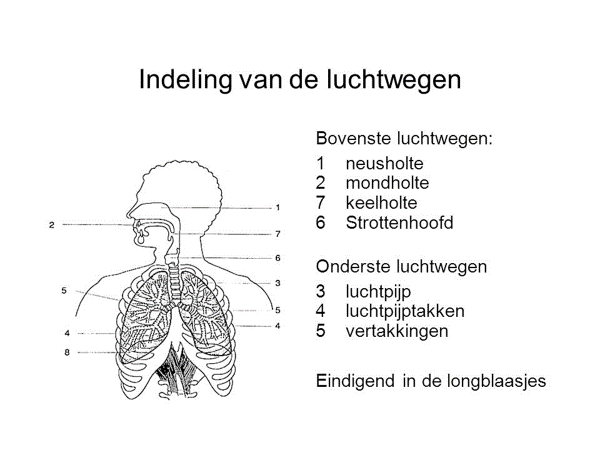 Indeling van de luchtwegen
Bovenste luchtwegen:
1 neusholte
2 mondholte
7 keelholte
6 Strottenhoofd
Onderste luchtwegen
3 luchtpijp
4 luchtpijptakken
5 vertakkingen
Eindigend in de longblaasjes
1
2
7
6
3
5
5
4
4
8